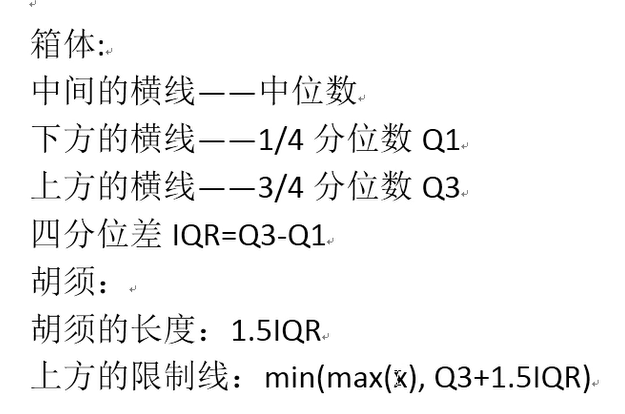 箱体:
中间的横线——中位数
下方的横线——1/4 分位数 Q1
上方的横线——3/4 分位数 Q3
四分位差 IQR=Q3-Q1
胡须：
胡须的长度：1.5IQR
上方的限制线：min(max(x), Q3+1.5IQR)